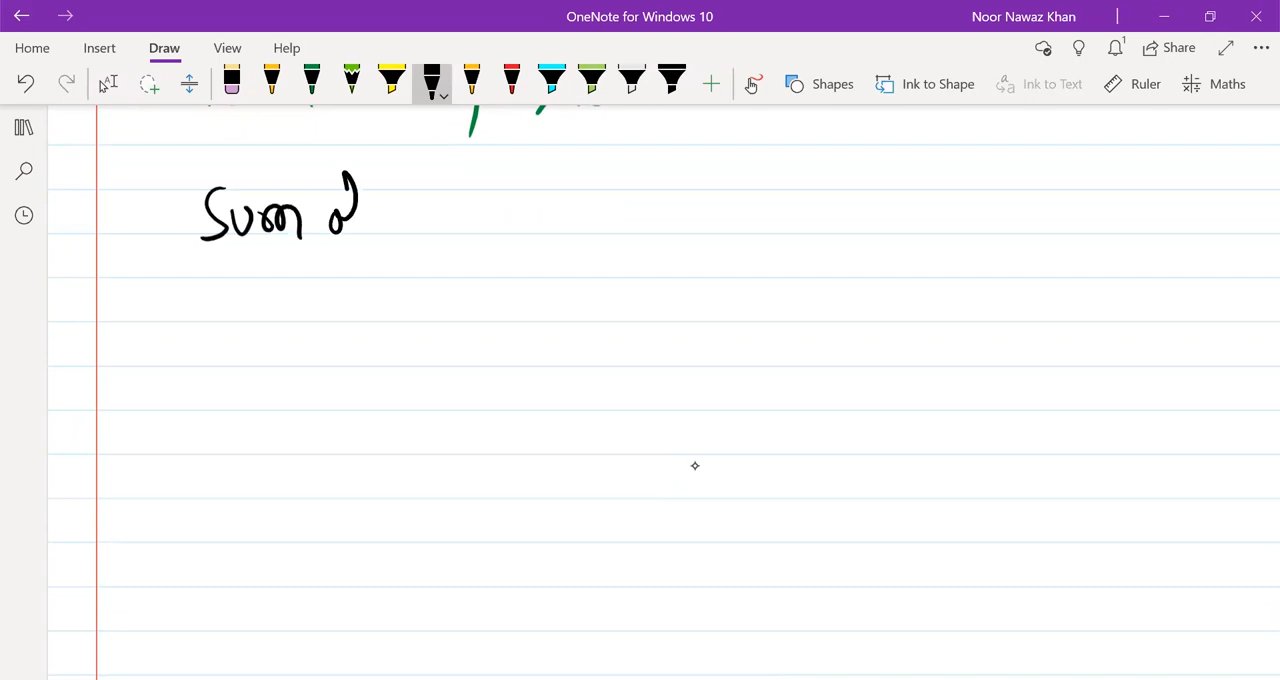 OneNote for Windows 10
Noor Nawaz Khan
Home Insert Draw View Help
1
Share
Shapes
Ink to Shape
Ink to Text
Ruler
Maths
Sum